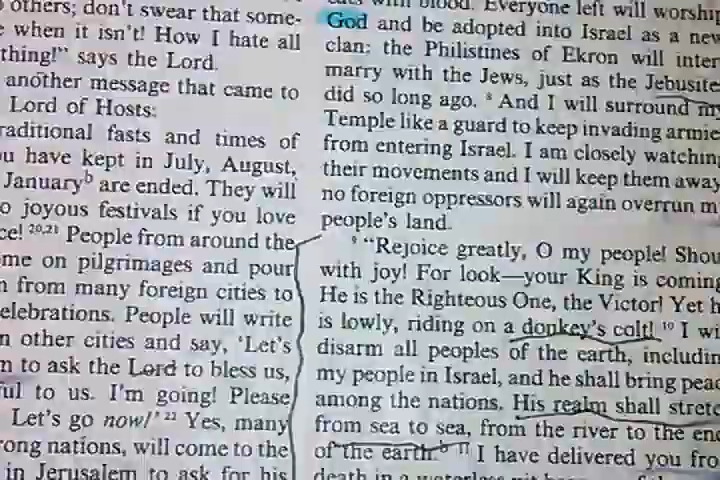 others; don't swear that some-
when it isn't! How I hate all
thing!" says the Lord.
another message that came to
Lord of Hosts:
raditional fasts and times of
u have kept in July, August,
Januaryᵇ are ended. They will
o joyous festivals if you love
ce! ²⁰,²¹ People from around the
me on pilgrimages and pour
n from many foreign cities to
elebrations. People will write
n other cities and say, 'Let's
m to ask the Lord to bless us,
ful to us. I'm going! Please
Let's go now!' ²² Yes, many
rong nations, will come to the
in Jerusalem to ask for his
with blood. Everyone left will worship
God and be adopted into Israel as a new
clan: the Philistines of Ekron will inter
marry with the Jews, just as the Jebusite
did so long ago. ⁸ And I will surround my
Temple like a guard to keep invading armie
from entering Israel. I am closely watching
their movements and I will keep them away
no foreign oppressors will again overrun m
people's land.
⁹ "Rejoice greatly, O my people! Shou
with joy! For look—your King is coming
He is the Righteous One, the Victor! Yet h
is lowly, riding on a donkey's colt! ¹⁰ I wi
disarm all peoples of the earth, includin
my people in Israel, and he shall bring peac
among the nations. His realm shall stretc
from sea to sea, from the river to the end
of the earth.ᵇ ¹¹ I have delivered you fro
death in a waterless